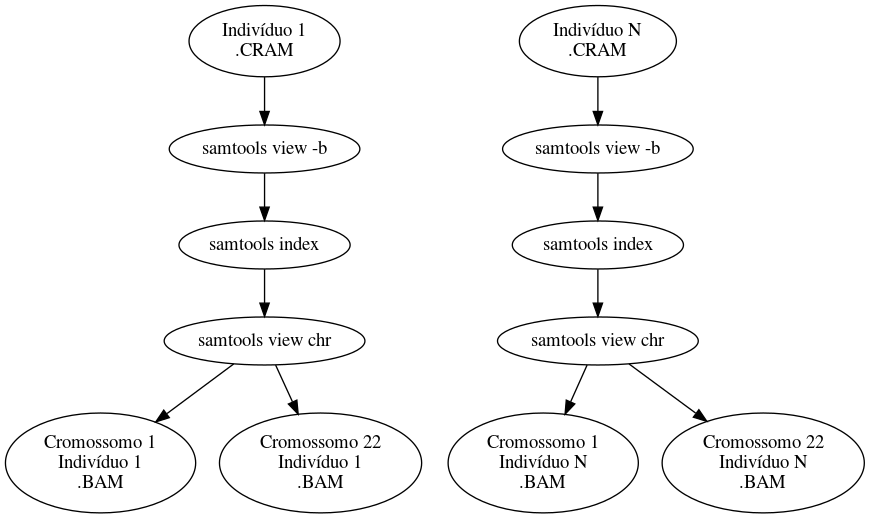 Indivíduo 1
.CRAM
Indivíduo N
.CRAM
samtools view -b
samtools view -b
samtools index
samtools index
samtools view chr
samtools view chr
Cromossomo 1
Indivíduo 1
.BAM
Cromossomo 22
Indivíduo 1
.BAM
Cromossomo 1
Indivíduo N
.BAM
Cromossomo 22
Indivíduo N
.BAM